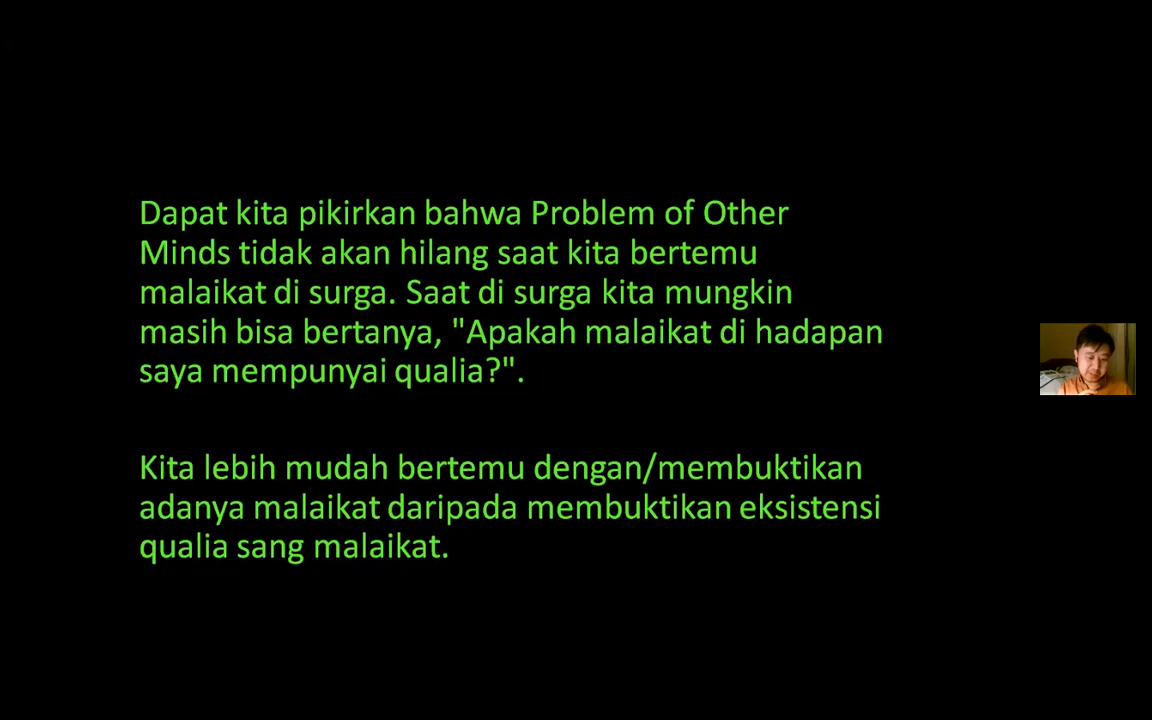 Dapat kita pikirkan bahwa Problem of Other
Minds tidak akan hilang saat kita bertemu
malaikat di surga. Saat di surga kita mungkin
masih bisa bertanya, "Apakah malaikat di hadapan
saya mempunyai qualia?".
Kita lebih mudah bertemu dengan/membuktikan
adanya malaikat daripada membuktikan eksistensi
qualia sang malaikat.